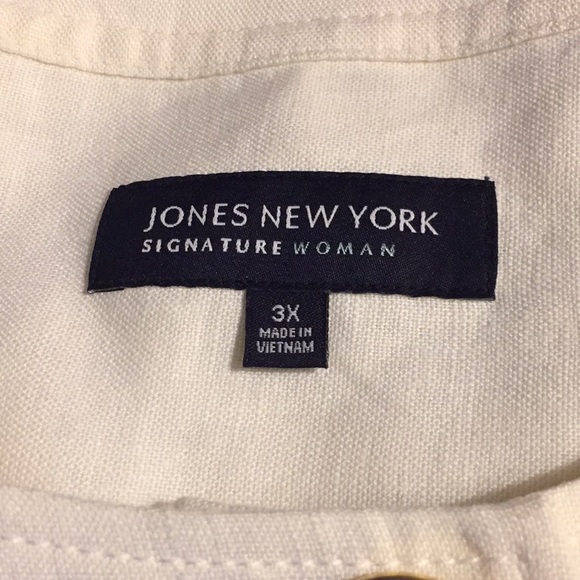 JONES NEW YORK
SIGNATURE WOMAN
3X
MADE IN
VIETNAM